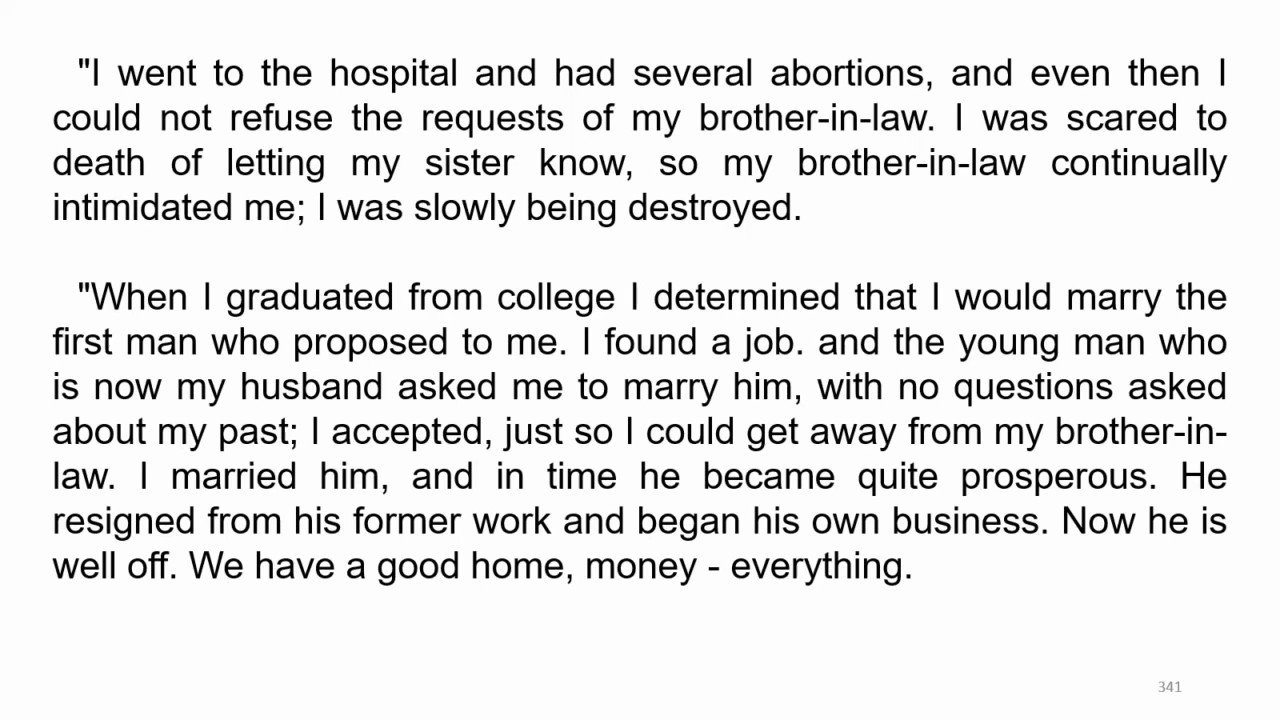 "I went to the hospital and had several abortions, and even then I
could not refuse the requests of my brother-in-law. I was scared to
death of letting my sister know, so my brother-in-law continually
intimidated me; I was slowly being destroyed.
"When I graduated from college I determined that I would marry the
first man who proposed to me. I found a job. and the young man who
is now my husband asked me to marry him, with no questions asked
about my past; I accepted, just so I could get away from my brother-in-
law. I married him, and in time he became quite prosperous. He
resigned from his former work and began his own business. Now he is
well off. We have a good home, money - everything.
341